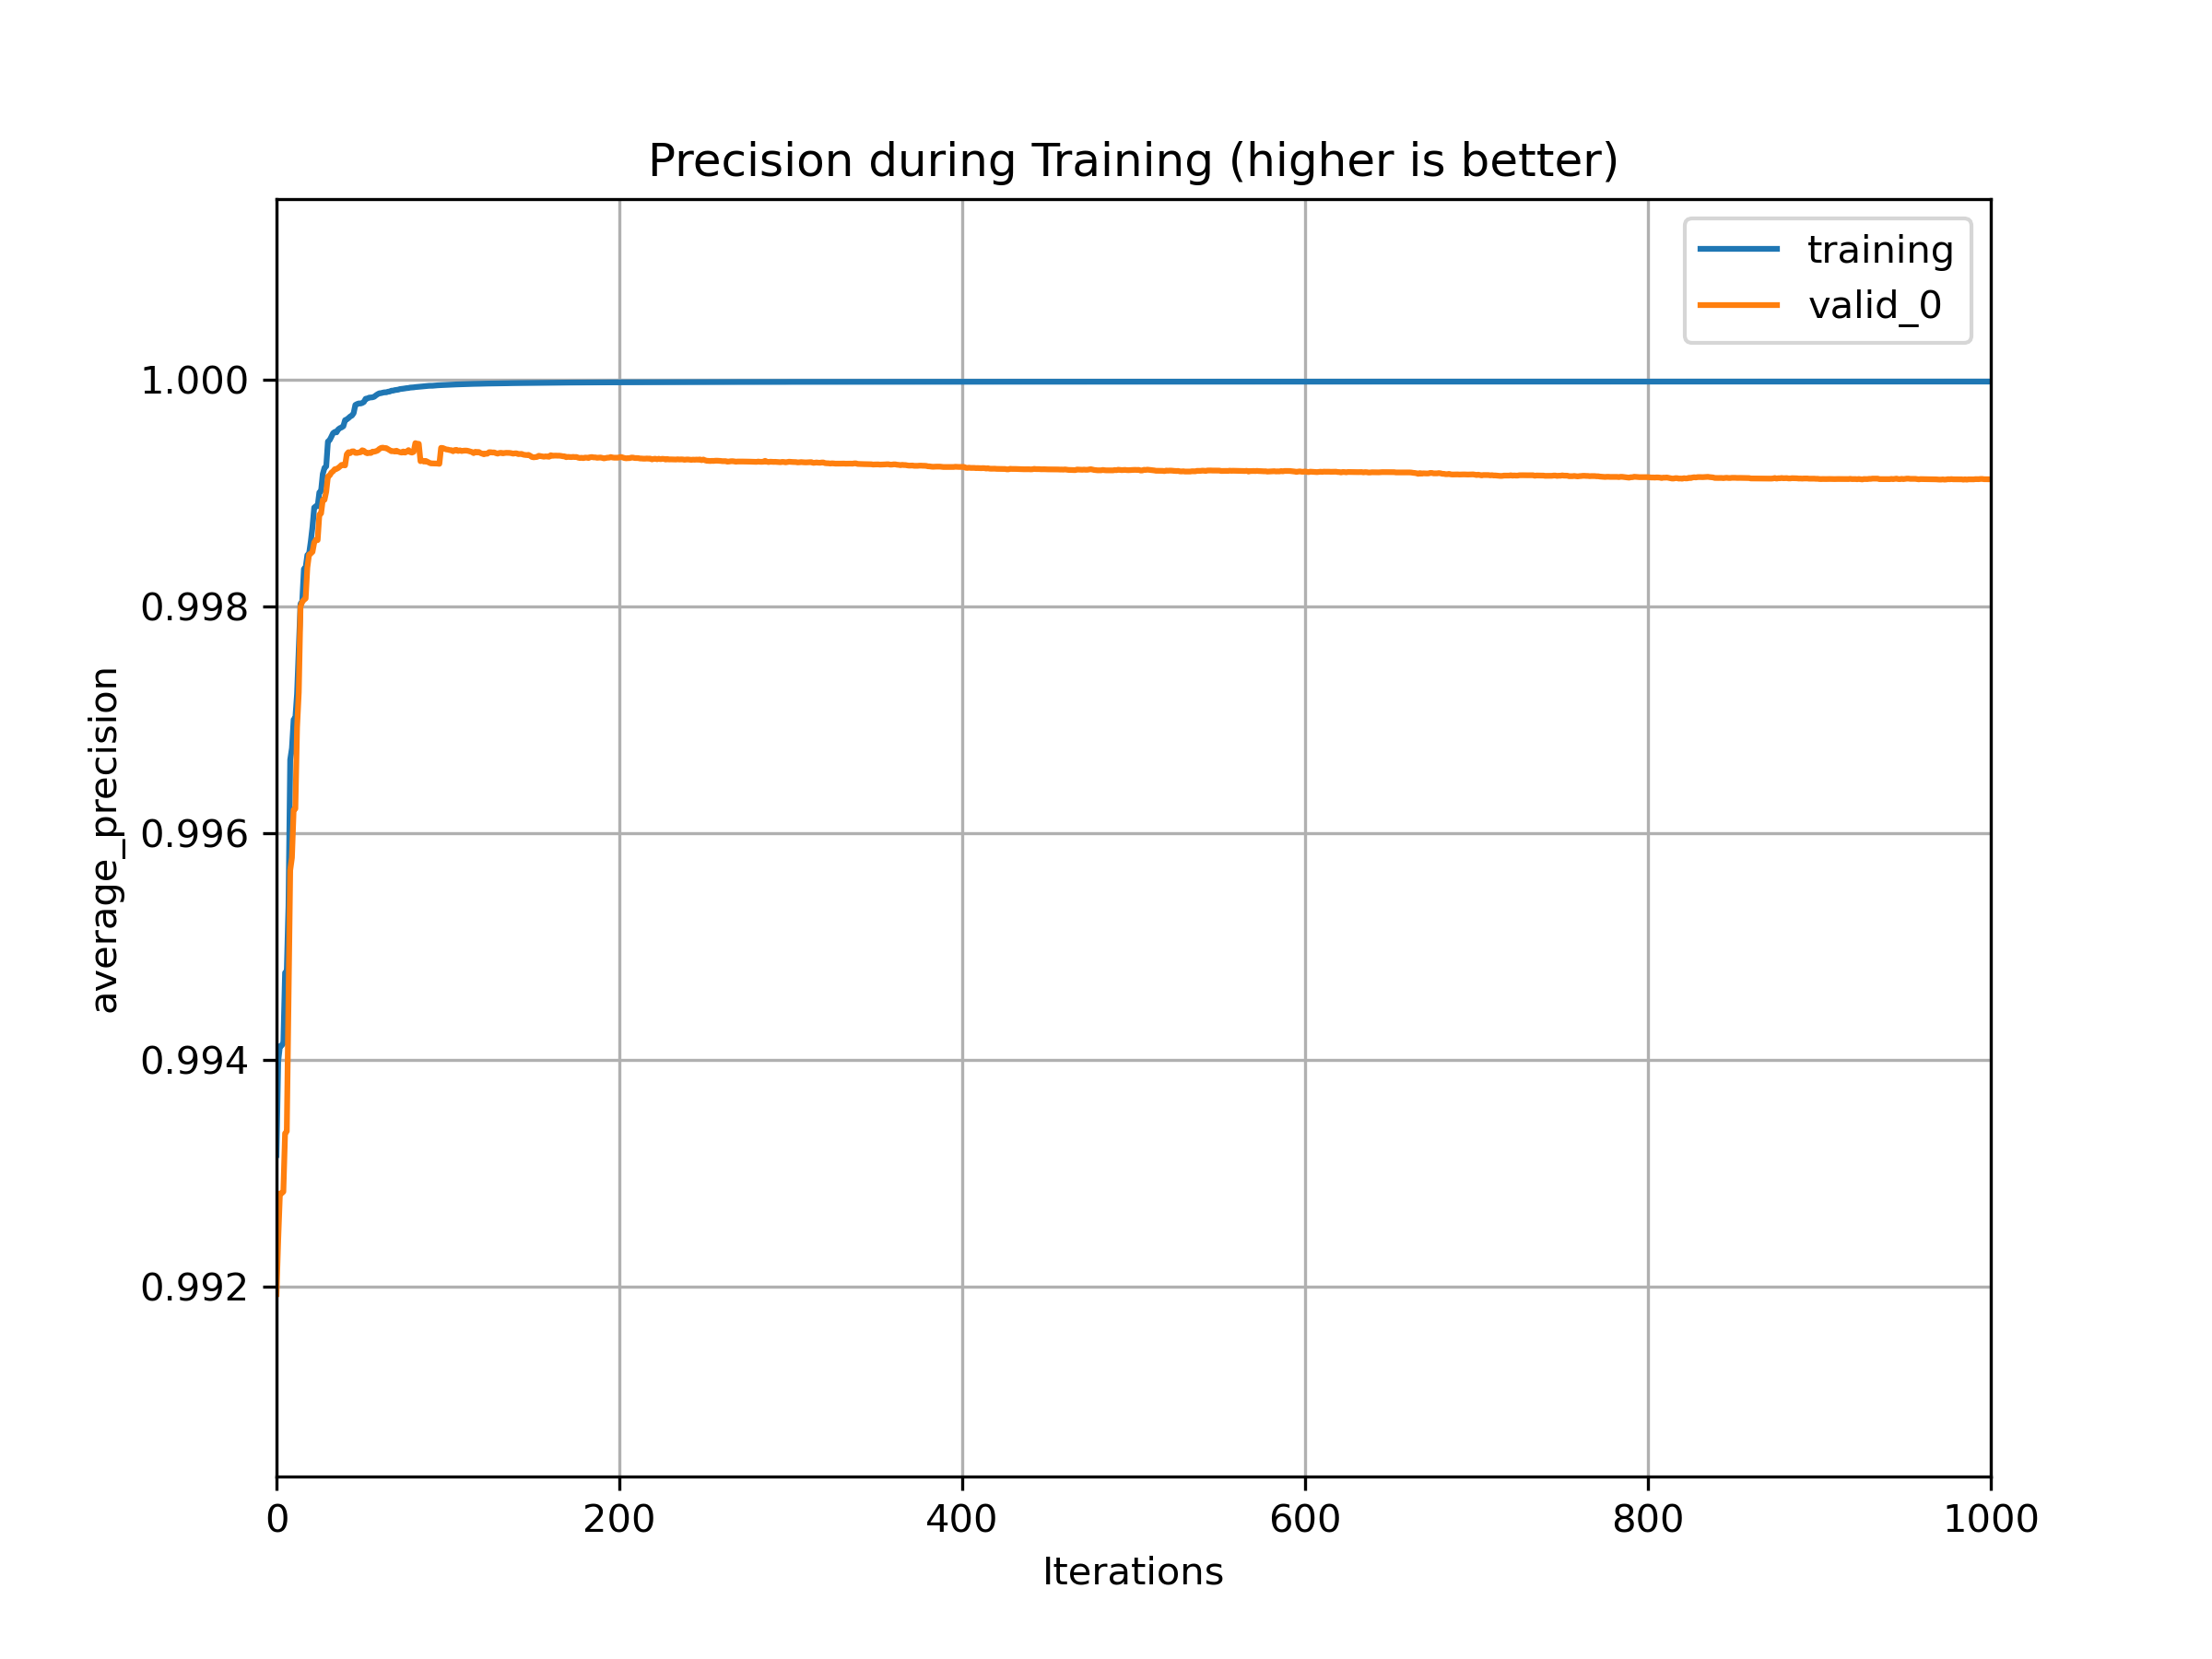 Precision during Training (higher is better)
training
valid_0
average_precision
1.000
0.998
0.996
0.994
0.992
0
200
400
600
800
1000
Iterations